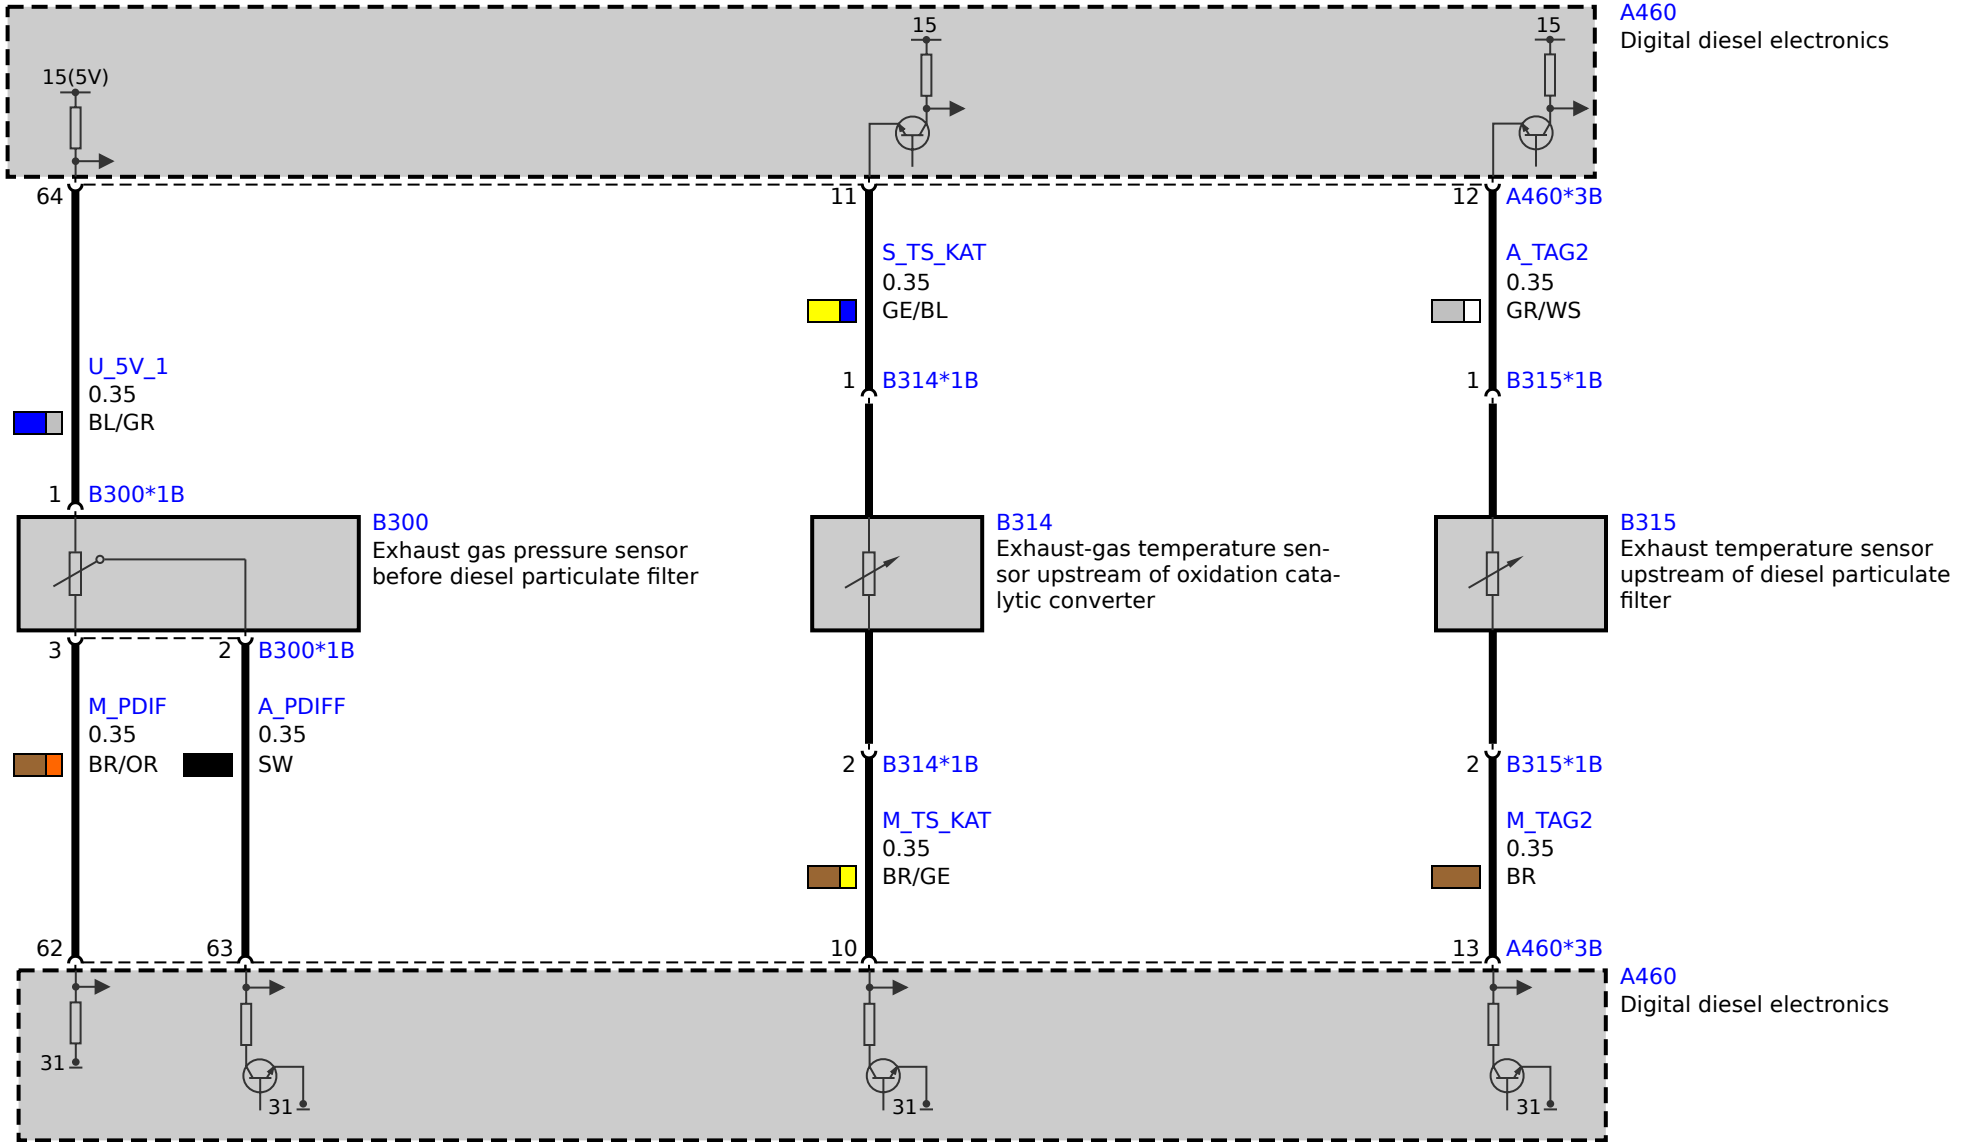 15
15
A460
Digital diesel electronics
15(5V)
64
11
12
A460*3B
S_TS_KAT
0.35
GE/BL
A_TAG2
0.35
GR/WS
U_5V_1
0.35
BL/GR
1
B314*1B
1
B315*1B
1
B300*1B
B300
Exhaust gas pressure sensor
before diesel particulate filter
B314
Exhaust-gas temperature sen-
sor upstream of oxidation cata-
lytic converter
B315
Exhaust temperature sensor
upstream of diesel particulate
filter
3
2
B300*1B
M_PDIF
0.35
BR/OR
A_PDIFF
0.35
SW
2
B314*1B
2
B315*1B
M_TS_KAT
0.35
BR/GE
M_TAG2
0.35
BR
62
63
10
13
A460*3B
A460
Digital diesel electronics
31
31
31
31